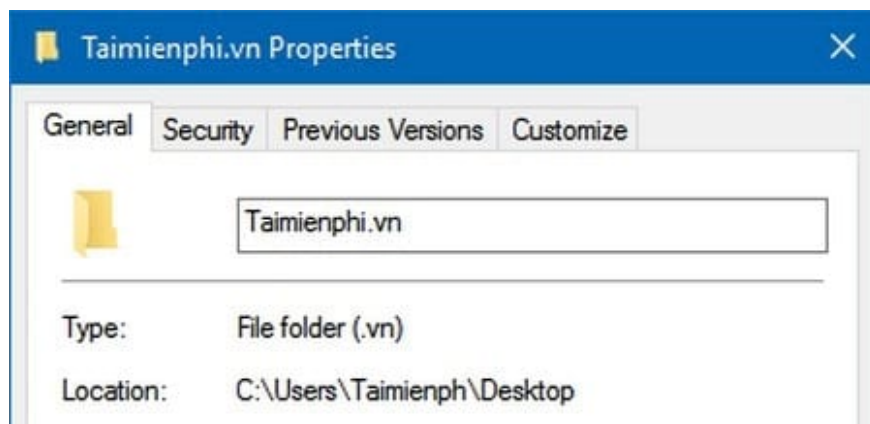 Taimienphi.vn Properties
General Security Previous Versions Customize
Taimienphi.vn
Type: File folder (.vn)
Location: C:\Users\Taimienph\Desktop